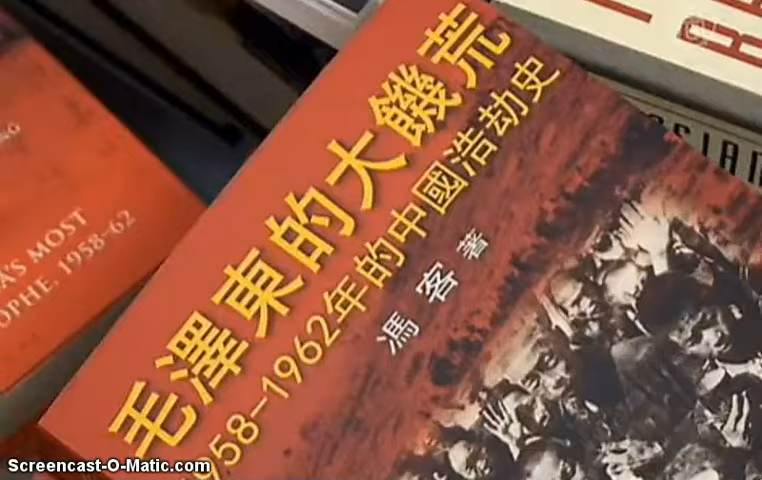 毛澤東的大饑荒
1958–1962年的中國浩劫史
馮客 著
A'S MOST
OPHE, 1958–62
Screencast-O-Matic.com